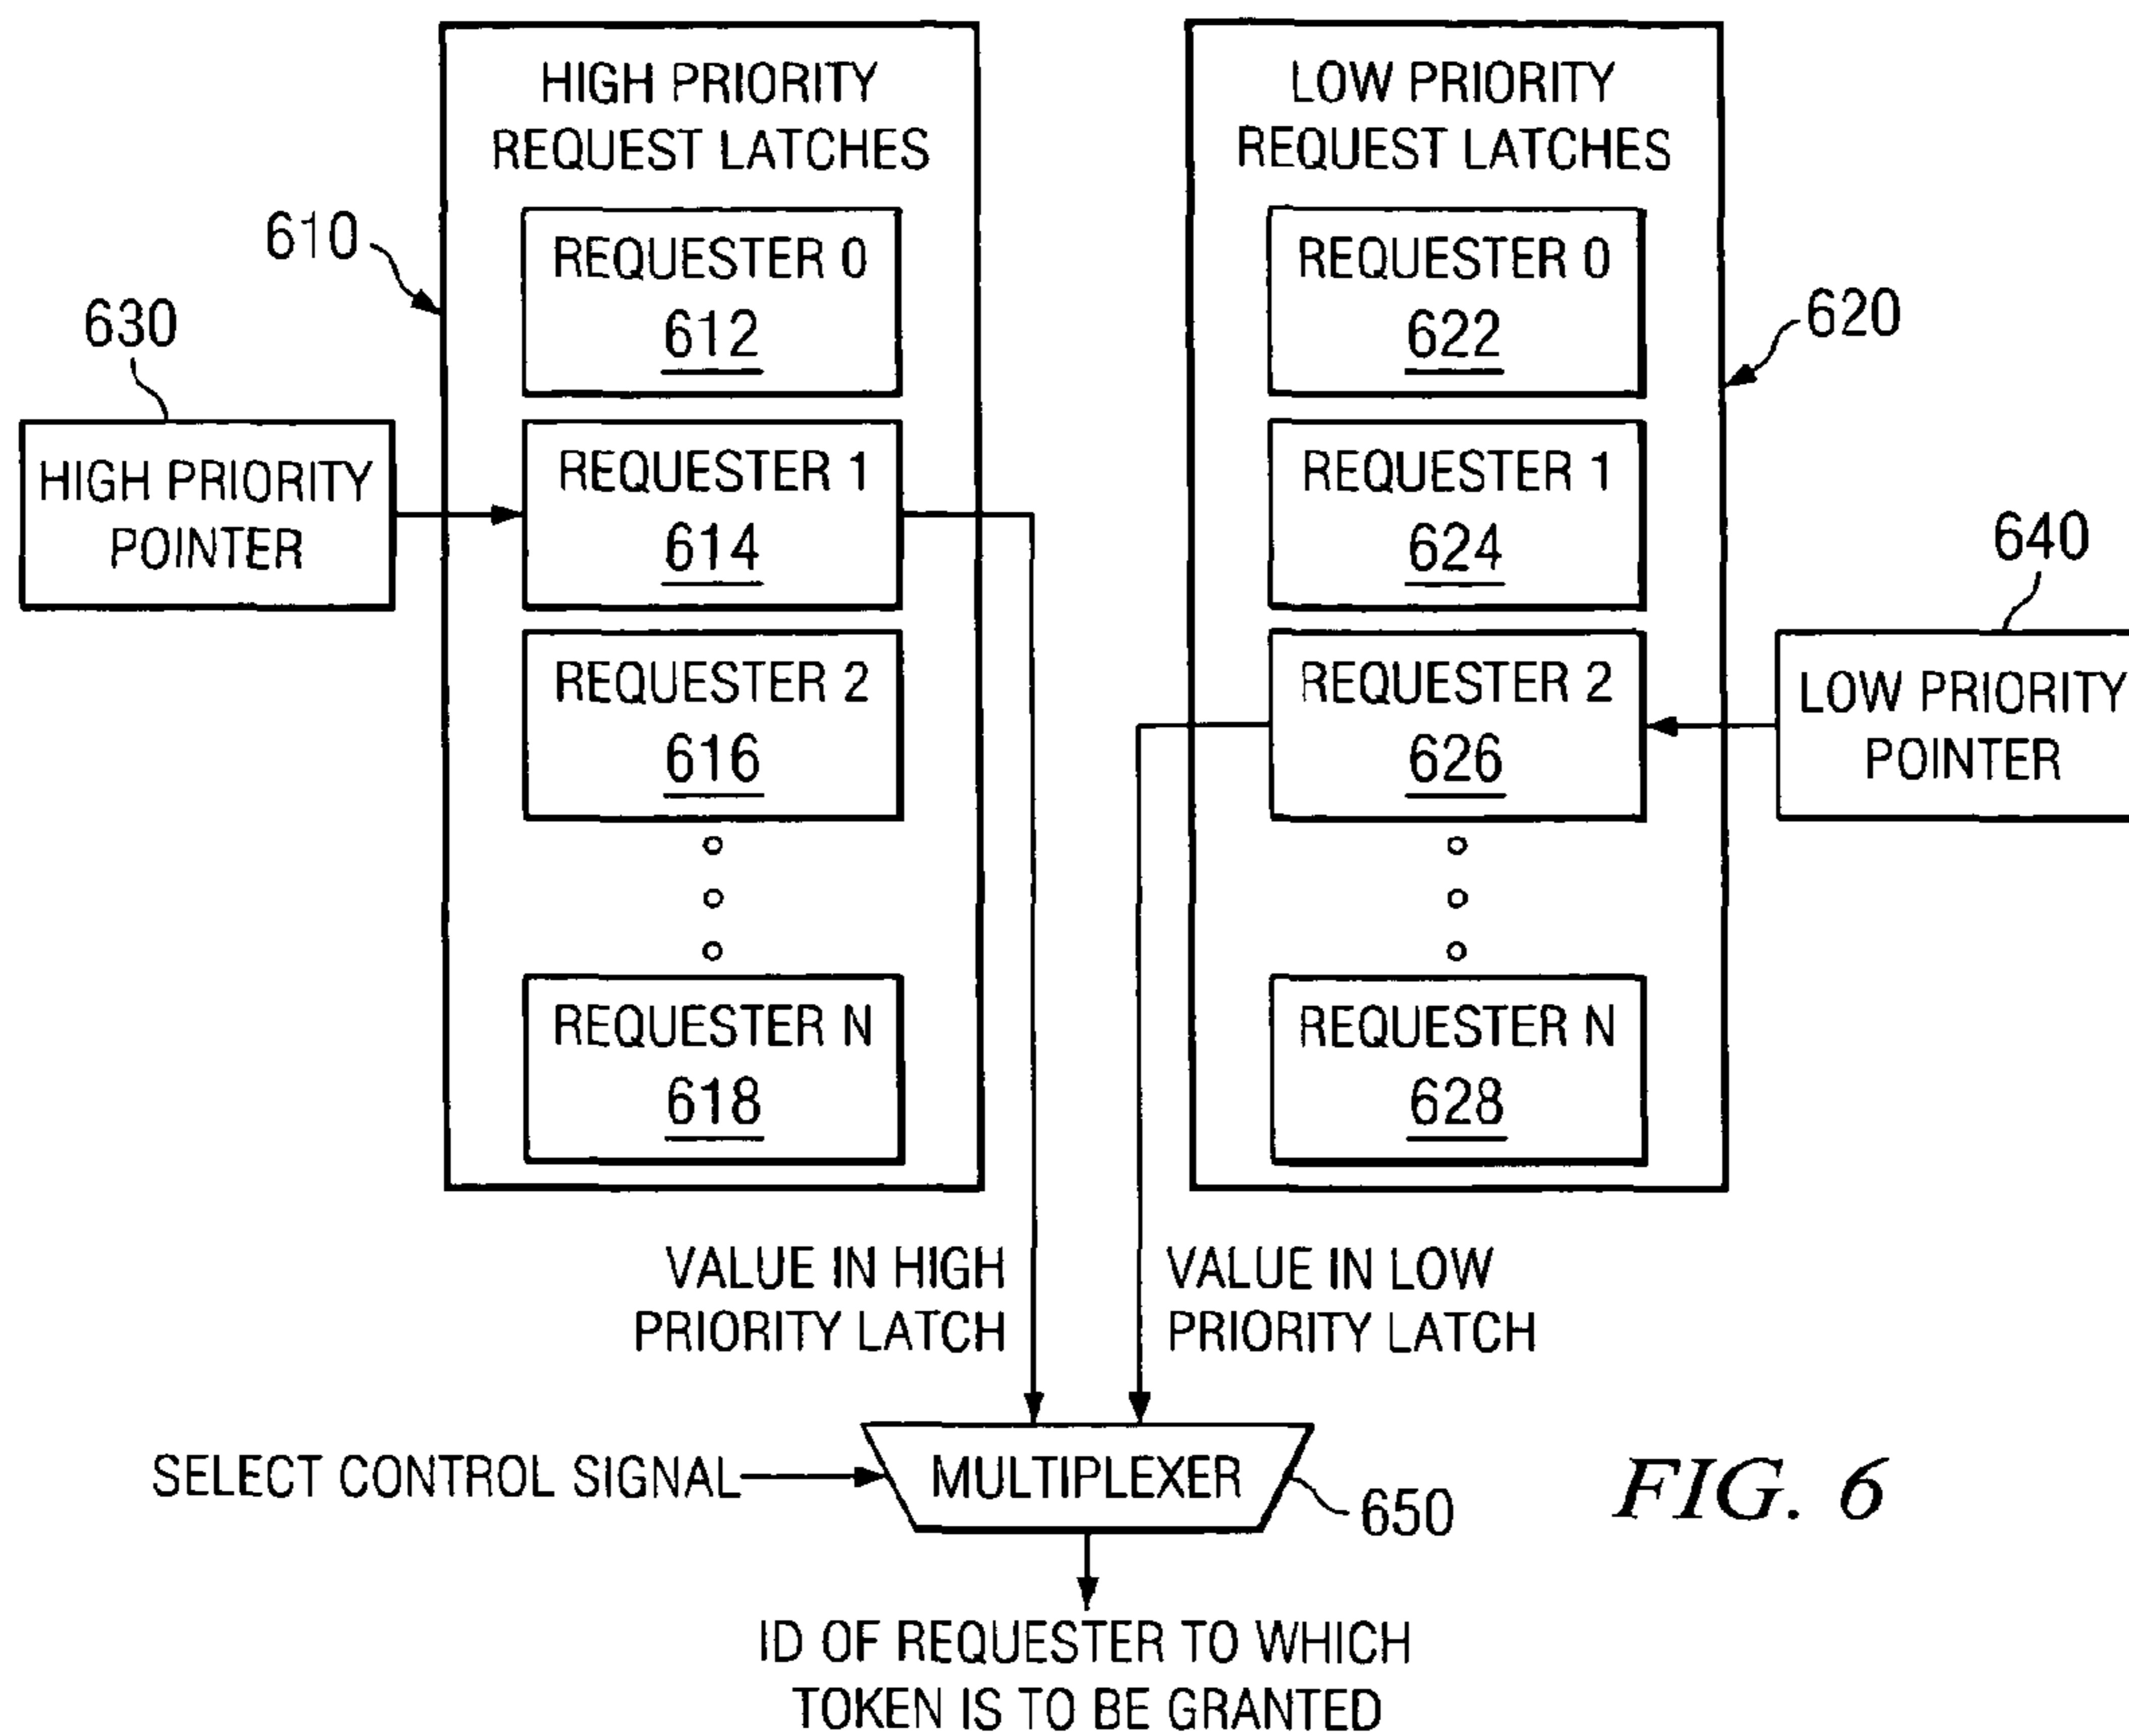 HIGH PRIORITY
REQUEST LATCHES
610
REQUESTER 0
612
630
HIGH PRIORITY
POINTER
REQUESTER 1
614
REQUESTER 2
616
REQUESTER N
618
LOW PRIORITY
REQUEST LATCHES
REQUESTER 0
622
620
REQUESTER 1
624
640
REQUESTER 2
626
LOW PRIORITY
POINTER
REQUESTER N
628
VALUE IN HIGH
PRIORITY LATCH
VALUE IN LOW
PRIORITY LATCH
SELECT CONTROL SIGNAL
MULTIPLEXER
650
FIG. 6
ID OF REQUESTER TO WHICH
TOKEN IS TO BE GRANTED